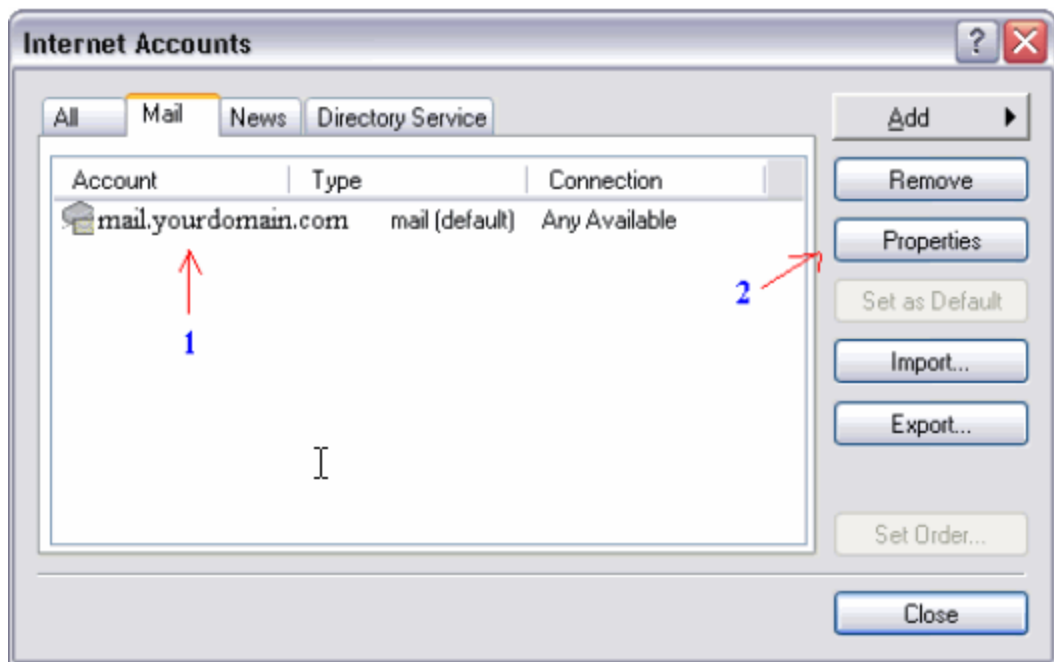 Internet Accounts
?
All Mail News Directory Service
Add
Account Type Connection
Remove
mail.yourdomain.com mail (default) Any Available
Properties
2
Set as Default
1
Import...
Export...
Set Order...
Close